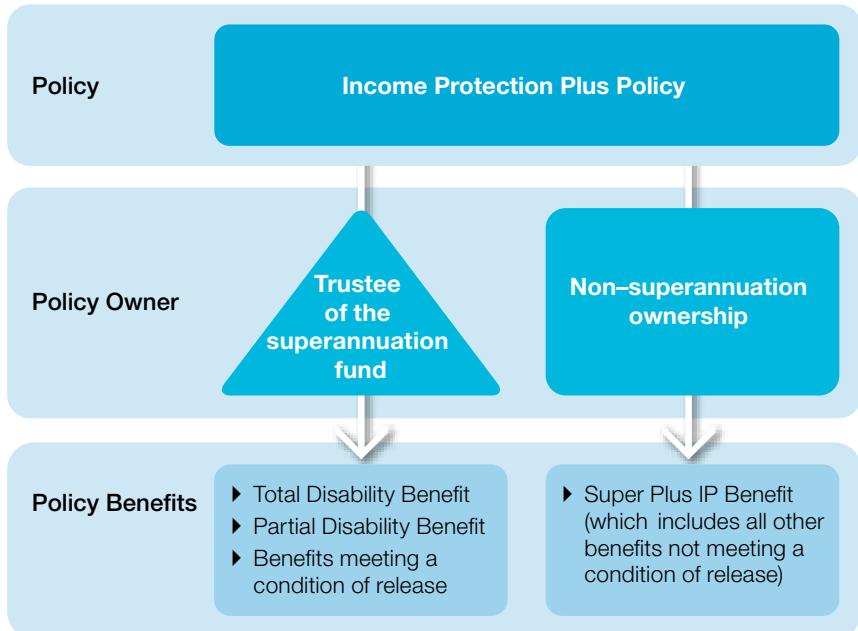 Policy
Income Protection Plus Policy
Policy Owner
Trustee
of the
superannuation
fund
Non–superannuation
ownership
Policy Benefits
Total Disability Benefit
Partial Disability Benefit
Benefits meeting a
condition of release
Super Plus IP Benefit
(which includes all other
benefits not meeting a
condition of release)